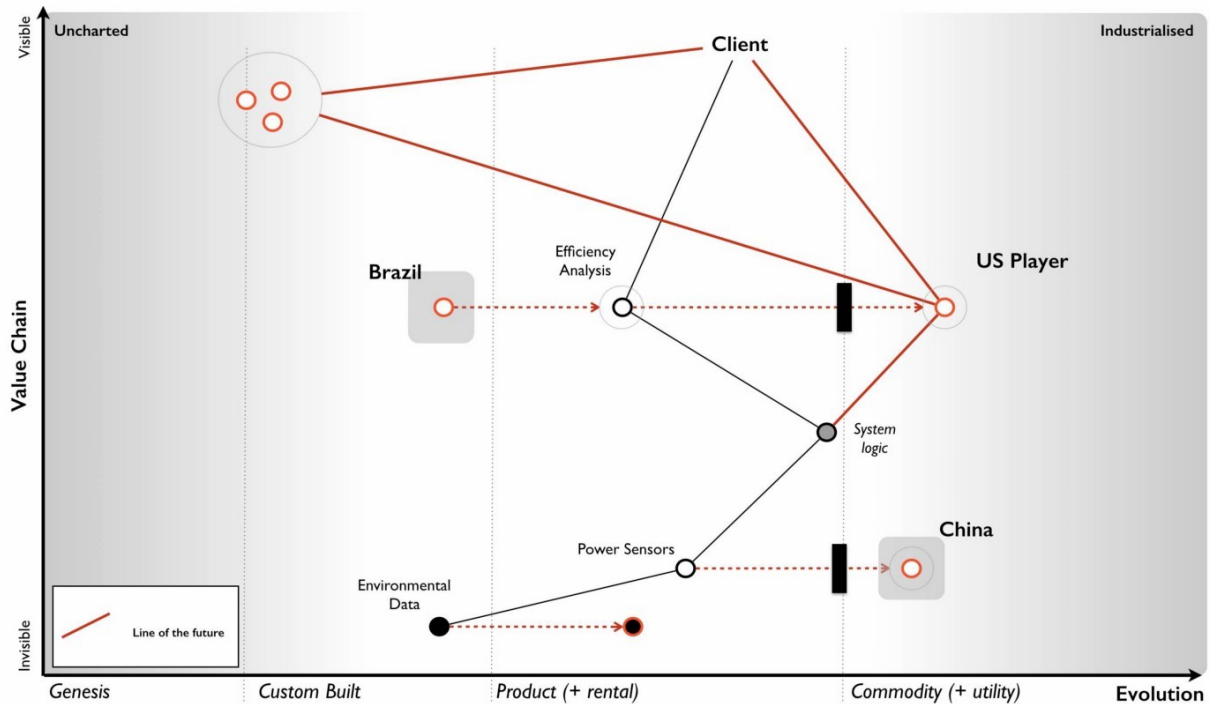 Visible
Uncharted
Client
Industrialised
Value Chain
Brazil
Efficiency
Analysis
US Player
System
logic
China
Power Sensors
Environmental
Data
Line of the future
Invisible
Genesis
Custom Built
Product (+ rental)
Commodity (+ utility)
Evolution